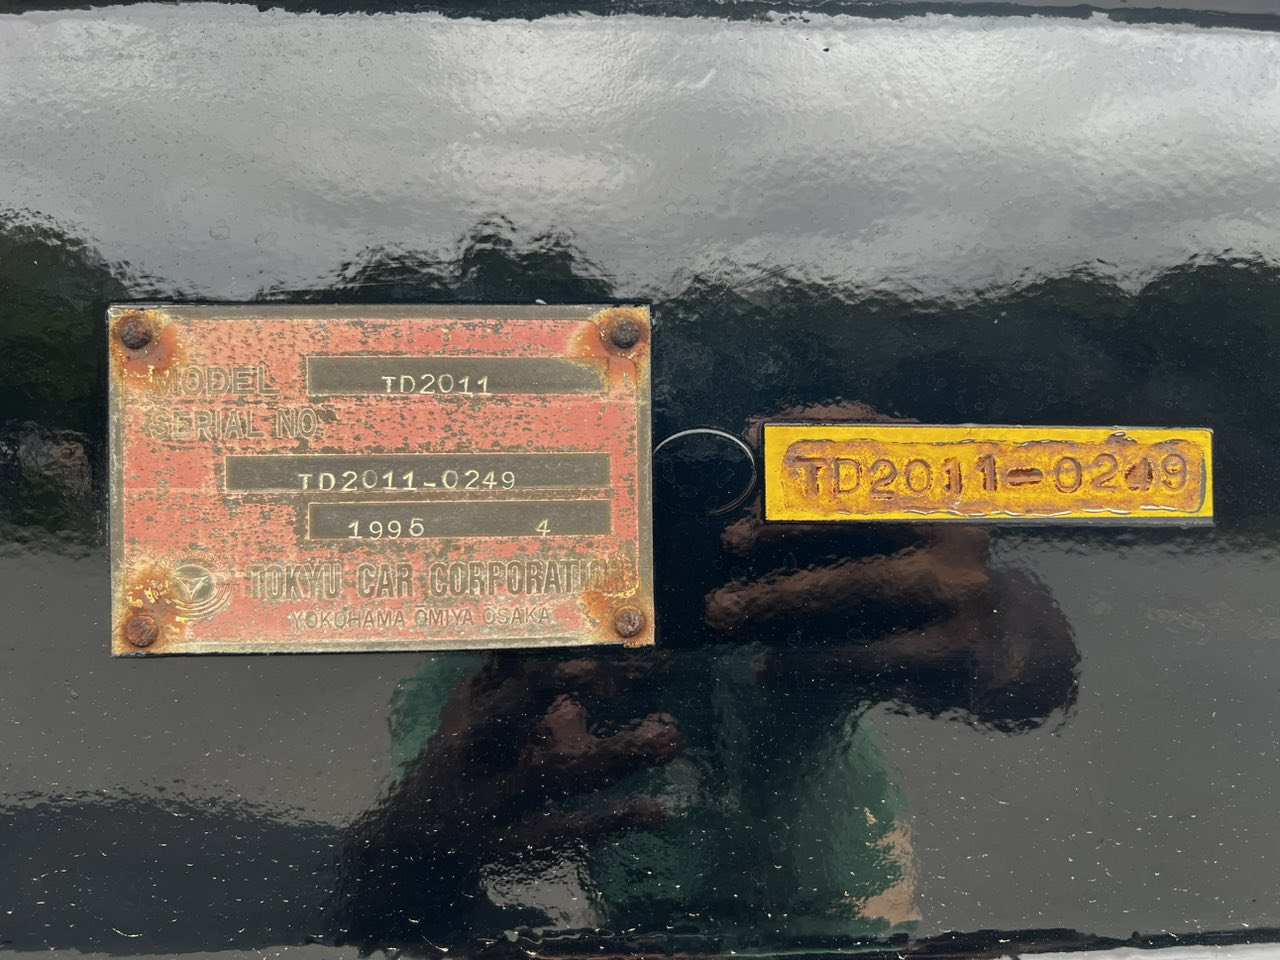 MODEL TD2011
SERIAL NO.
TD2011-0249
1995 4
TOKYU CAR CORPORATION
YOKOHAMA OMIYA OSAKA
TD2011-0249